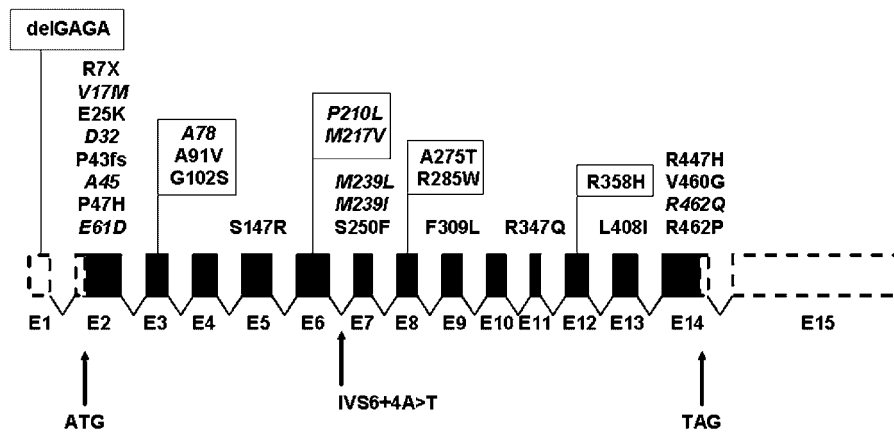 delGAGA
R7X
V17M
E25K
D32
P43fs
A45
P47H
E61D
A78
A91V
G102S
S147R
P210L
M217V
M239L
M239I
S250F
A275T
R285W
F309L
R347Q
R358H
L408I
R447H
V460G
R462Q
R462P
E1 E2 E3 E4 E5 E6 E7 E8 E9 E10 E11 E12 E13 E14 E15
ATG
IVS6+4A>T
TAG